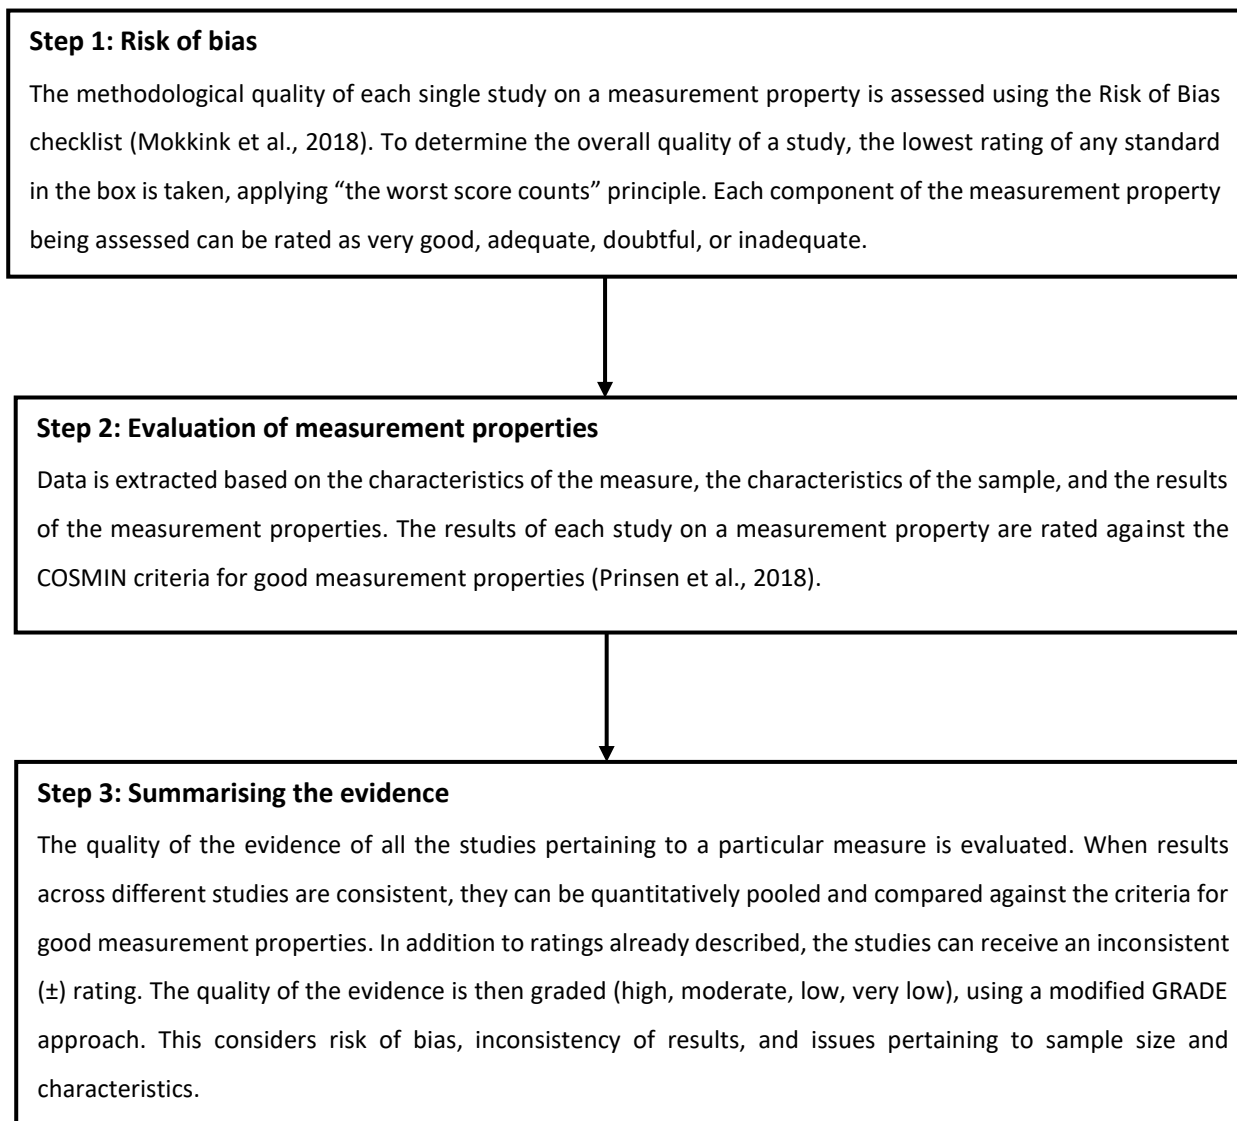 Step 1: Risk of bias
The methodological quality of each single study on a measurement property is assessed using the Risk of Bias
checklist (Mokkink et al., 2018). To determine the overall quality of a study, the lowest rating of any standard
in the box is taken, applying “the worst score counts” principle. Each component of the measurement property
being assessed can be rated as very good, adequate, doubtful, or inadequate.
Step 2: Evaluation of measurement properties
Data is extracted based on the characteristics of the measure, the characteristics of the sample, and the results
of the measurement properties. The results of each study on a measurement property are rated against the
COSMIN criteria for good measurement properties (Prinsen et al., 2018).
Step 3: Summarising the evidence
The quality of the evidence of all the studies pertaining to a particular measure is evaluated. When results
across different studies are consistent, they can be quantitatively pooled and compared against the criteria for
good measurement properties. In addition to ratings already described, the studies can receive an inconsistent
(±) rating. The quality of the evidence is then graded (high, moderate, low, very low), using a modified GRADE
approach. This considers risk of bias, inconsistency of results, and issues pertaining to sample size and
characteristics.